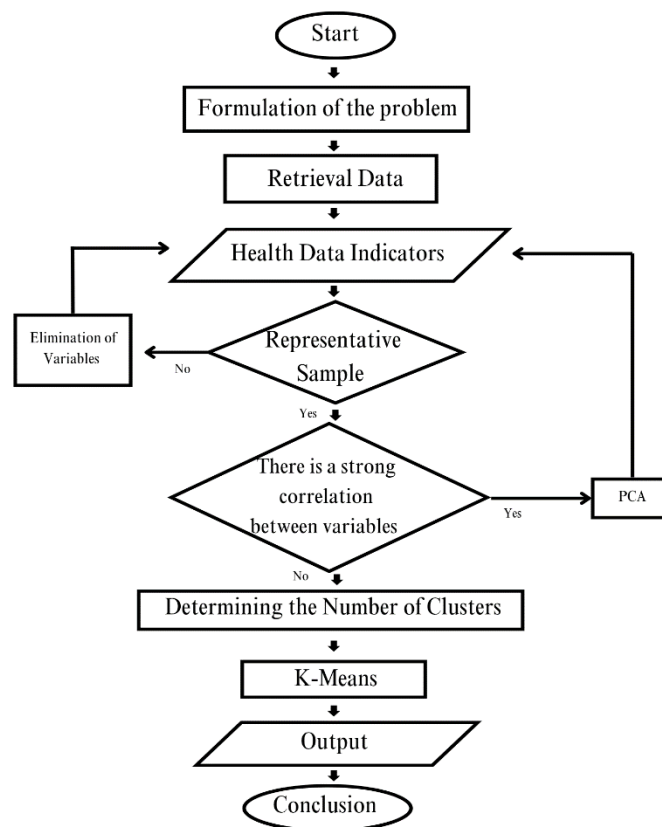 Start
Formulation of the problem
Retrieval Data
Health Data Indicators
Representative
Sample
Elimination of
Variables
No
Yes
There is a strong
correlation
between variables
Yes
PCA
No
Determining the Number of Clusters
K-Means
Output
Conclusion